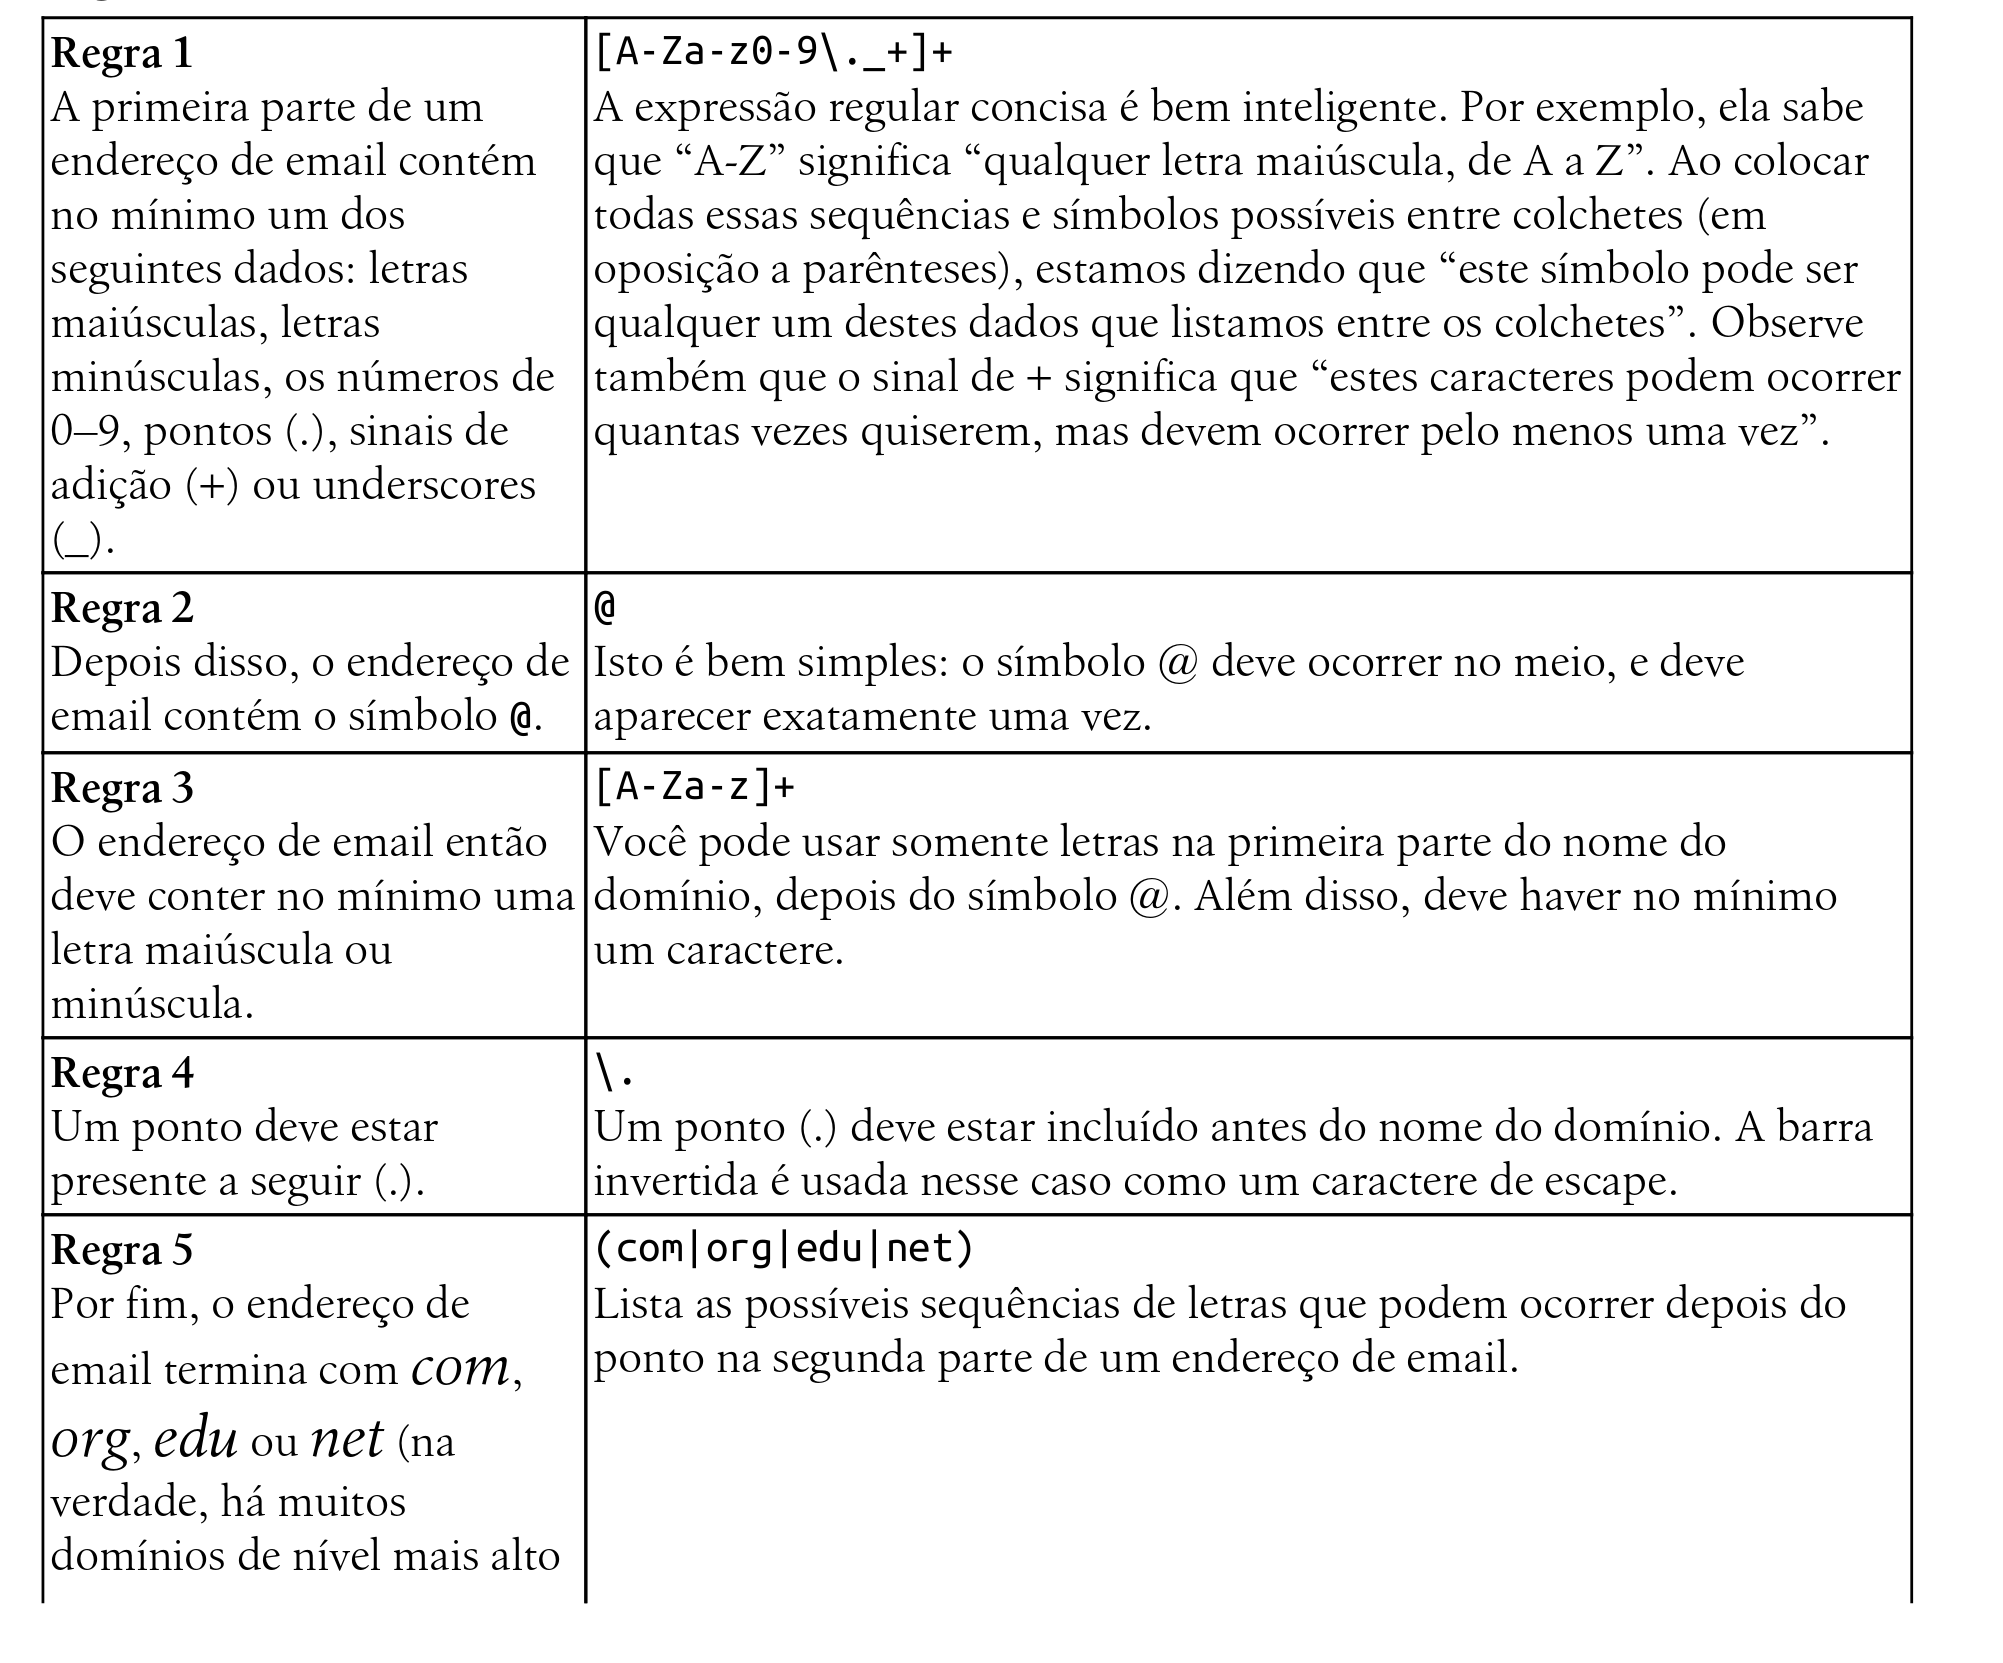 Regra 1
A primeira parte de um
endereço de email contém
no mínimo um dos
seguintes dados: letras
maiúsculas, letras
minúsculas, os números de
0–9, pontos (.), sinais de
adição (+) ou underscores
(_).
[A-Za-z0-9\._+]+
A expressão regular concisa é bem inteligente. Por exemplo, ela sabe
que “A-Z” significa “qualquer letra maiúscula, de A a Z”. Ao colocar
todas essas sequências e símbolos possíveis entre colchetes (em
oposição a parênteses), estamos dizendo que “este símbolo pode ser
qualquer um destes dados que listamos entre os colchetes”. Observe
também que o sinal de + significa que “estes caracteres podem ocorrer
quantas vezes quiserem, mas devem ocorrer pelo menos uma vez”.
Regra 2
Depois disso, o endereço de
email contém o símbolo @.
@
Isto é bem simples: o símbolo @ deve ocorrer no meio, e deve
aparecer exatamente uma vez.
Regra 3
O endereço de email então
deve conter no mínimo uma
letra maiúscula ou
minúscula.
[A-Za-z]+
Você pode usar somente letras na primeira parte do nome do
domínio, depois do símbolo @. Além disso, deve haver no mínimo
um caractere.
Regra 4
Um ponto deve estar
presente a seguir (.).
\.
Um ponto (.) deve estar incluído antes do nome do domínio. A barra
invertida é usada nesse caso como um caractere de escape.
Regra 5
Por fim, o endereço de
email termina com com,
org, edu ou net (na
verdade, há muitos
domínios de nível mais alto
(com|org|edu|net)
Lista as possíveis sequências de letras que podem ocorrer depois do
ponto na segunda parte de um endereço de email.